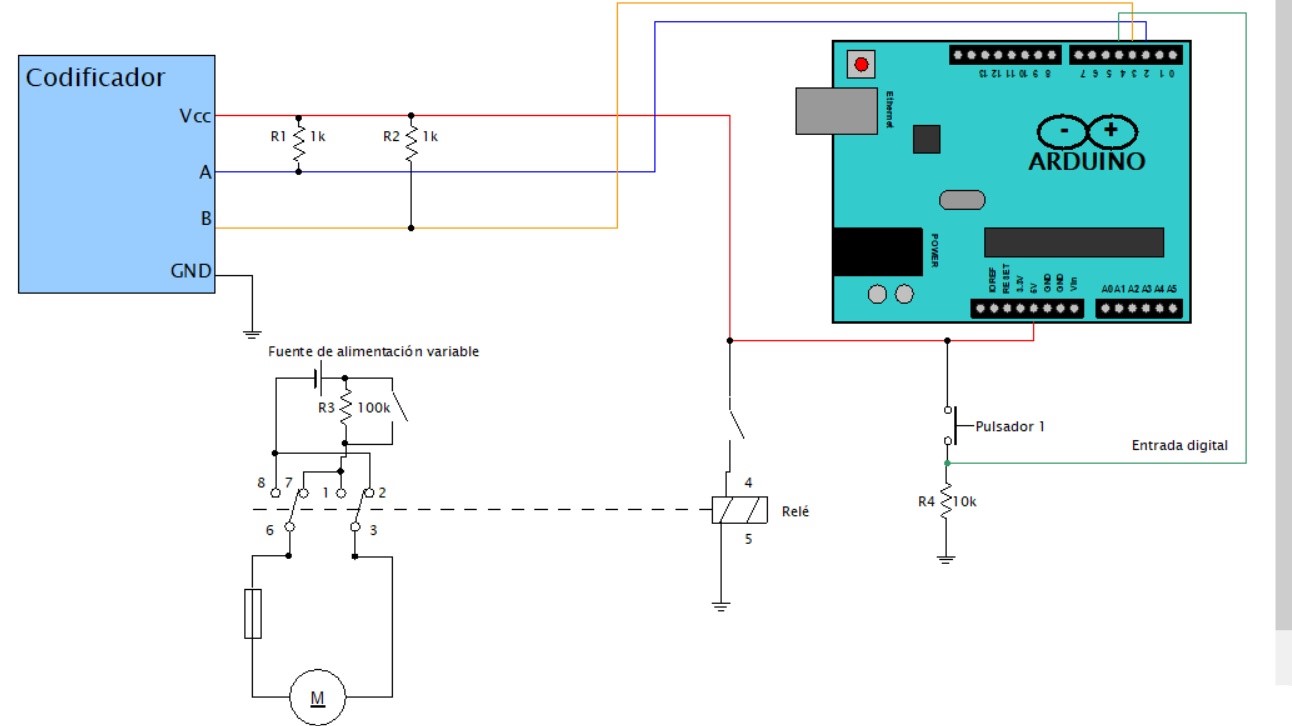 Codificador
Vcc
A
B
GND
R1 1k
R2 1k
Ethernet
13 12 11 10 9 8
7 6 5 4 3 2 1 0
- +
ARDUINO
POWER
IOREF
RESET
3.3V
5V
GND
GND
Vin
A0 A1 A2 A3 A4 A5
Fuente de alimentación variable
R3 100k
8 7 1 2
6 3
M
4
Relé
5
Pulsador 1
Entrada digital
R4 10k